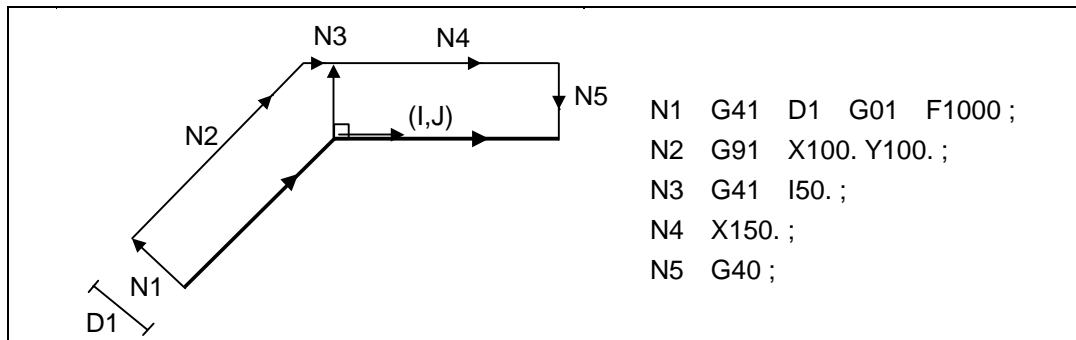 N3 N4
N5
N2
(I,J)
N1
D1
N1 G41 D1 G01 F1000 ;
N2 G91 X100. Y100. ;
N3 G41 I50. ;
N4 X150. ;
N5 G40 ;